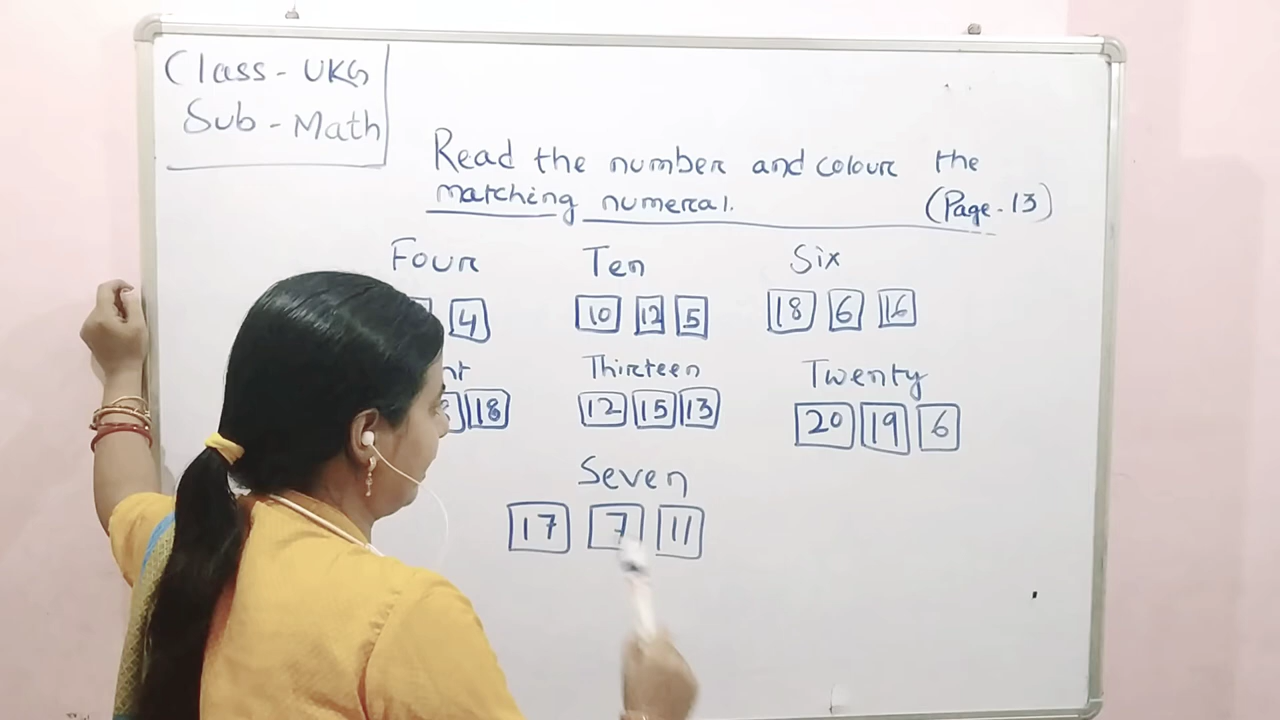 Class - UKG
Sub - Math
Read the number and colour the
matching numeral.
(Page - 13)
Four Ten Six
4 10 12 5 18 6 16
Thirteen Twenty
18 12 15 13 20 19 6
Seven
17 7 11